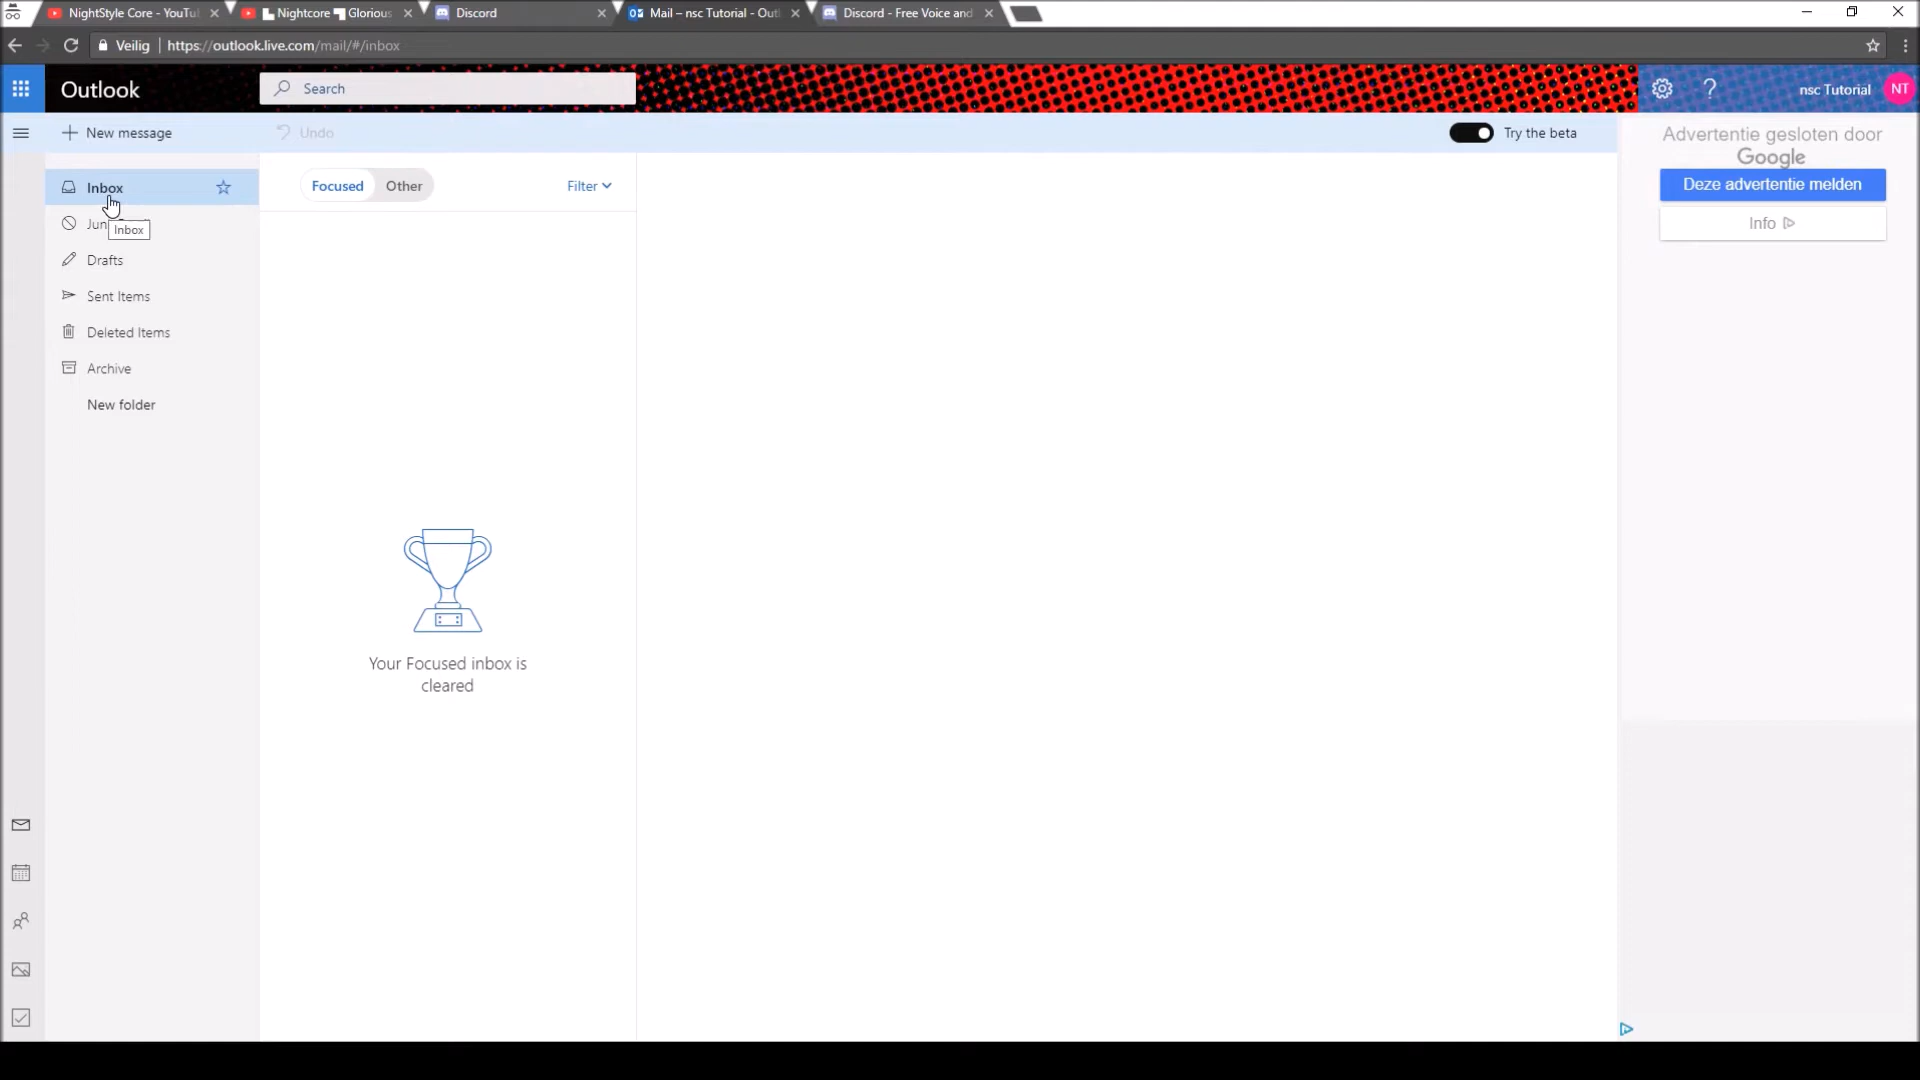 NightStyle Core - YouTu
Nightcore Glorious
Discord
Mail – nsc Tutorial - Outl
Discord - Free Voice and
Veilig
https://outlook.live.com/mail/#/inbox
Outlook
Search
nsc Tutorial
NT
New message
Undo
Try the beta
Advertentie gesloten door
Google
Deze advertentie melden
Info
Inbox
Jun
Inbox
Drafts
Sent Items
Deleted Items
Archive
New folder
Focused
Other
Filter
Your Focused inbox is
cleared